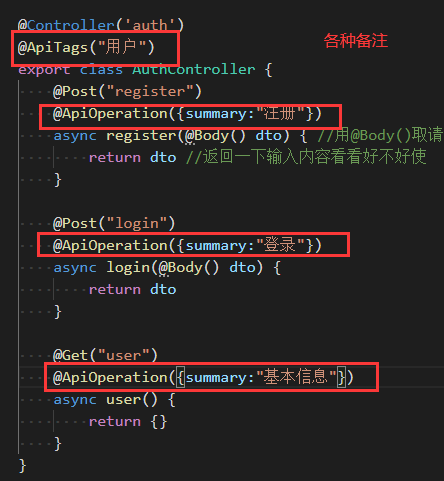 @Controller('auth')
@ApiTags("用户")
各种备注
export class AuthController {
@Post("register")
@ApiOperation({summary:"注册"})
async register(@Body() dto) { //用@Body()取请
return dto //返回一下输入内容看看好不好使
}
@Post("login")
@ApiOperation({summary:"登录"})
async login(@Body() dto) {
return dto
}
@Get("user")
@ApiOperation({summary:"基本信息"})
async user() {
return {}
}
}